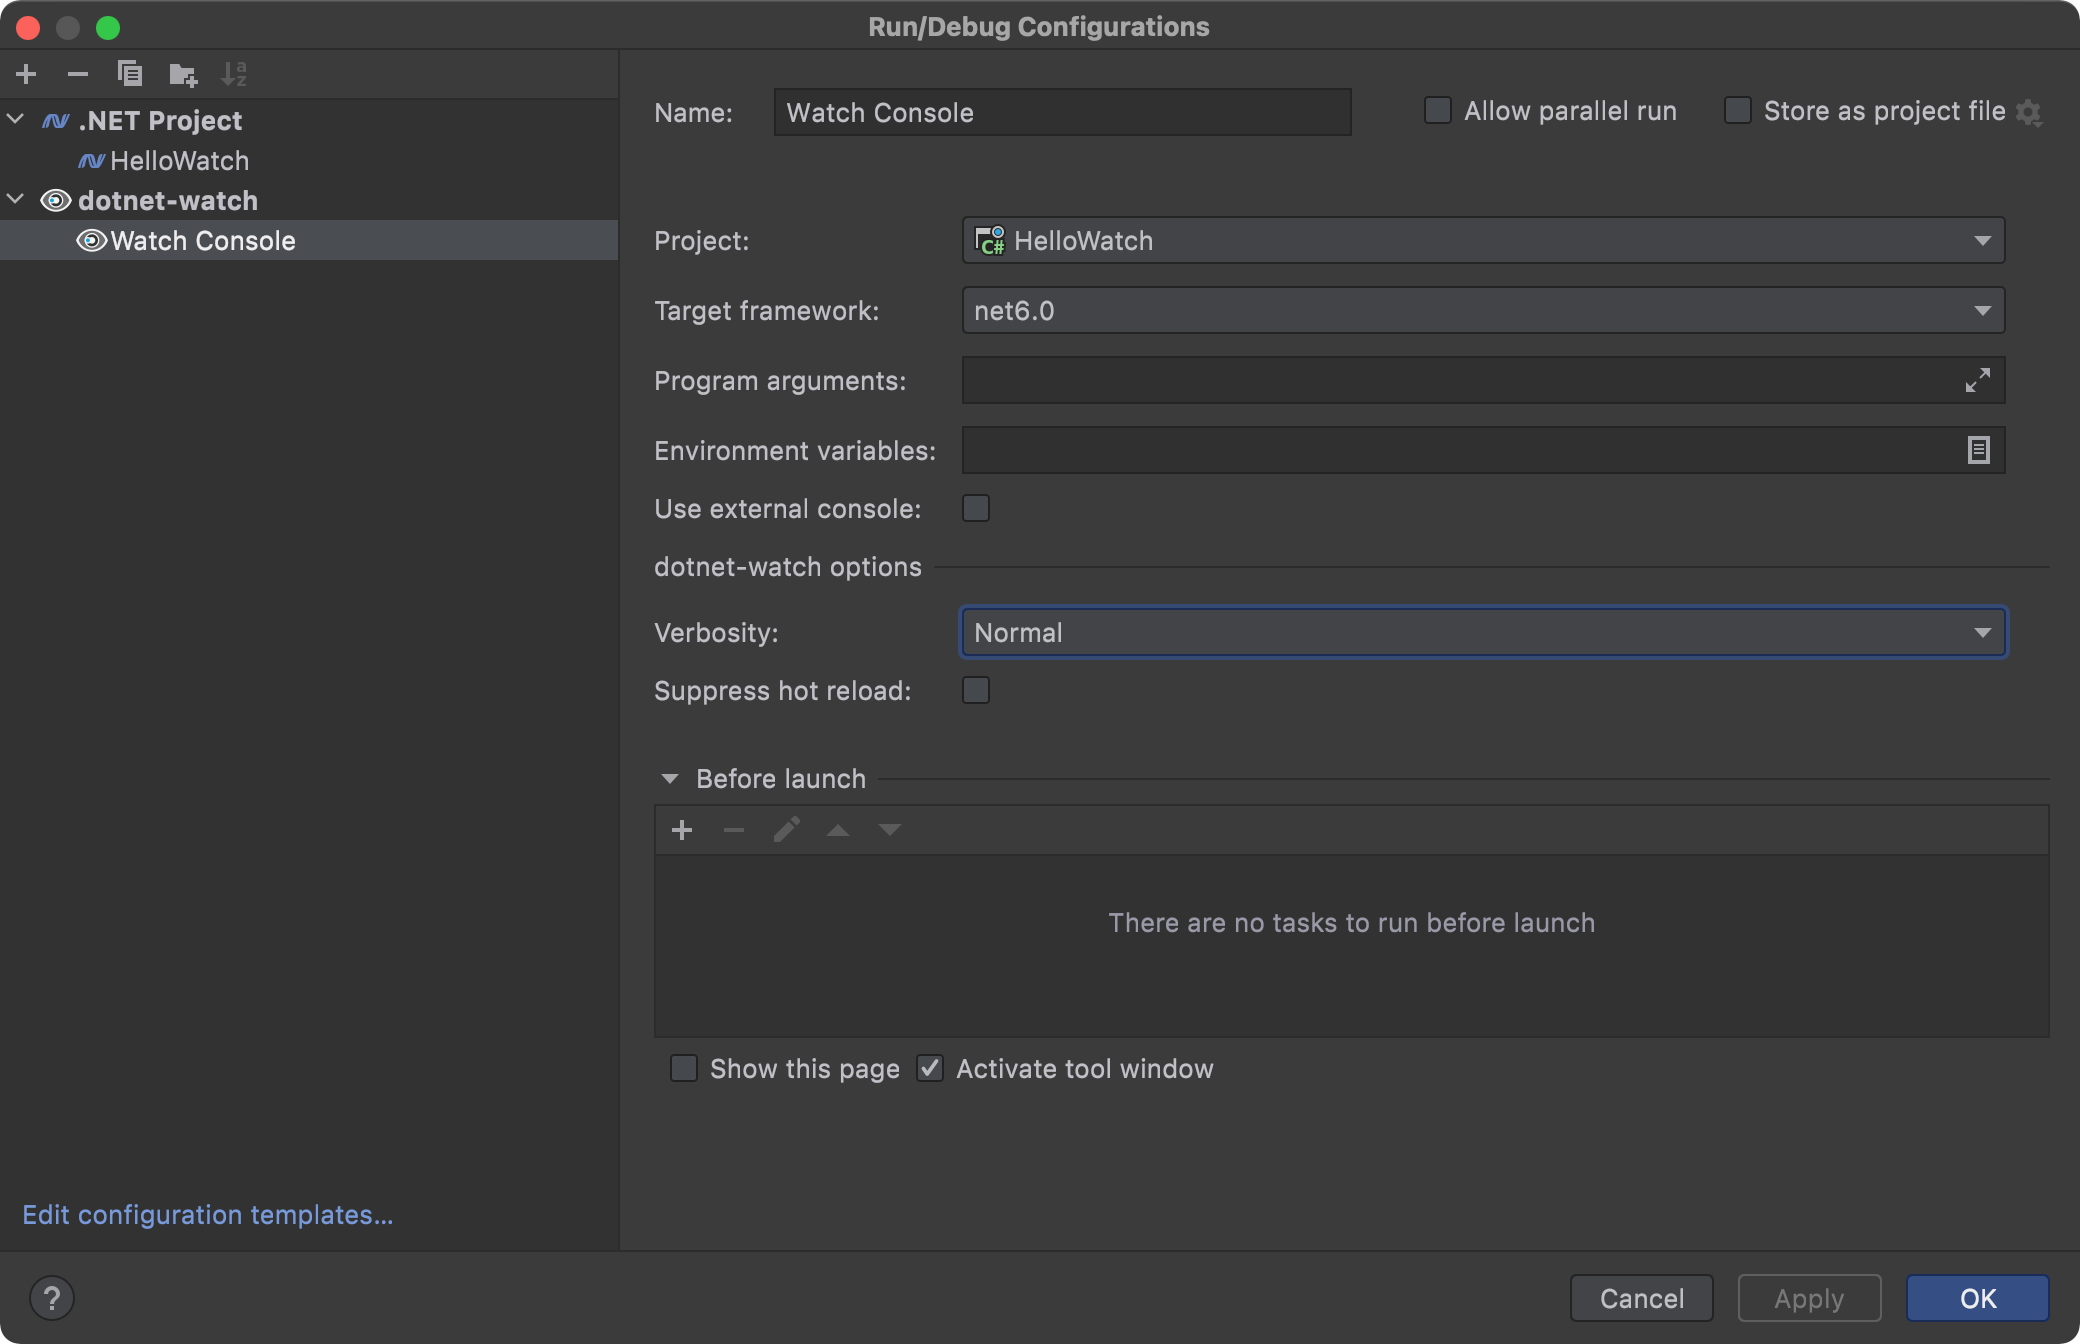 Run/Debug Configurations
.NET Project
HelloWatch
dotnet-watch
Watch Console
Edit configuration templates...
Name: Watch Console Allow parallel run Store as project file
Project: C# HelloWatch
Target framework: net6.0
Program arguments:
Environment variables:
Use external console:
dotnet-watch options
Verbosity: Normal
Suppress hot reload:
Before launch
There are no tasks to run before launch
Show this page Activate tool window
? Cancel Apply OK